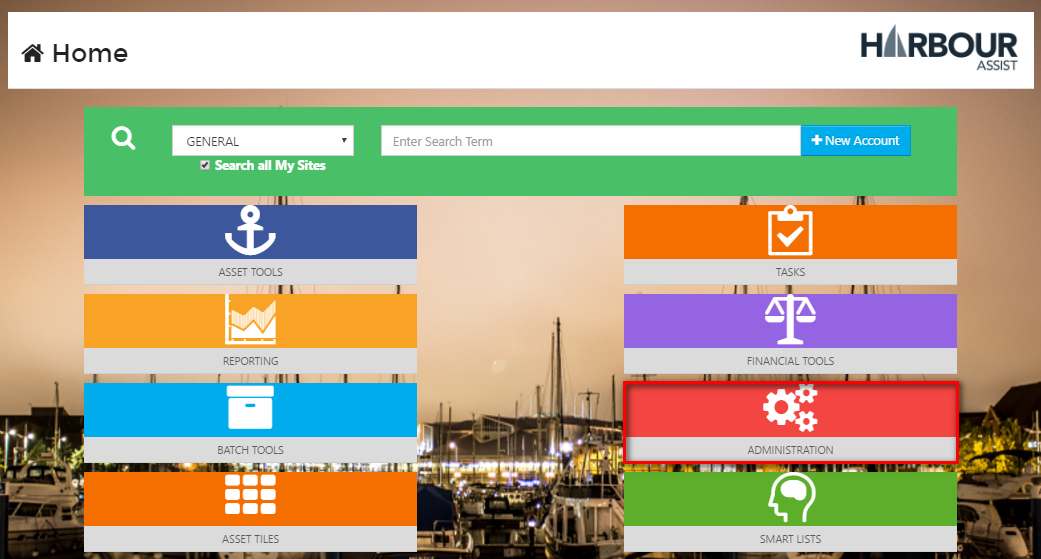 Home
HARBOUR
ASSIST
GENERAL
Enter Search Term
New Account
Search all My Sites
ASSET TOOLS
TASKS
REPORTING
FINANCIAL TOOLS
BATCH TOOLS
ADMINISTRATION
ASSET TILES
SMART LISTS